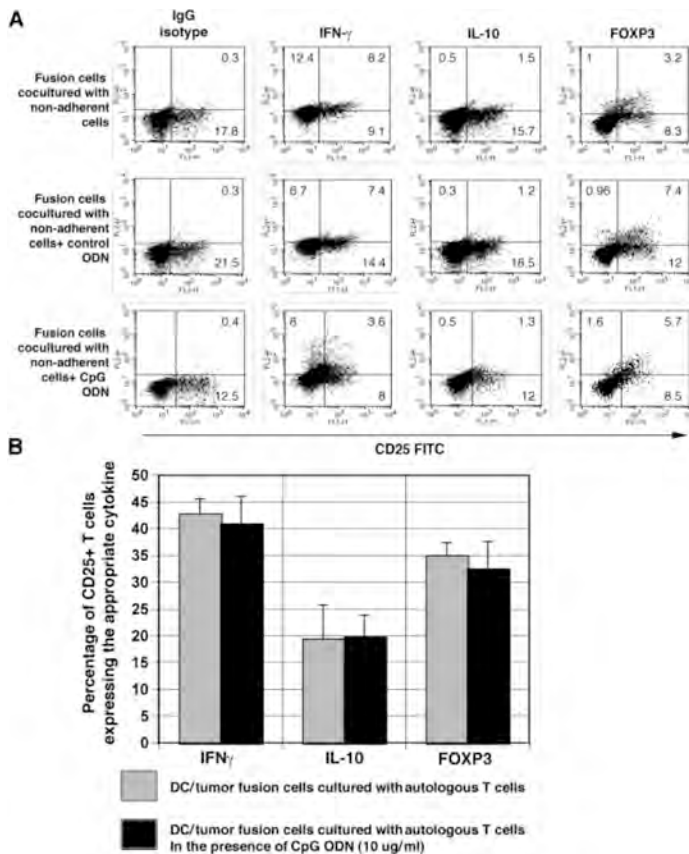 A
IgG isotype
IFN-γ
IL-10
FOXP3
Fusion cells
cocultured with
non-adherent
cells
0.3
17.8
12.4
6.2
9.1
0.5
1.5
15.7
1
3.2
8.3
Fusion cells
cocultured with
non-adherent
cells+ control
ODN
0.3
21.5
6.7
7.4
14.4
0.3
1.2
16.5
0.96
7.4
12
Fusion cells
cocultured with
non-adherent
cells+ CpG
ODN
0.4
12.5
6
3.6
8
0.5
1.3
12
1.6
5.7
8.5
CD25 FITC
B
Percentage of CD25+ T cells
expressing the appropriate cytokine
50
45
40
35
30
25
20
15
10
5
0
IFNγ
IL-10
FOXP3
DC/tumor fusion cells cultured with autologous T cells
DC/tumor fusion cells cultured with autologous T cells
In the presence of CpG ODN (10 ug/ml)